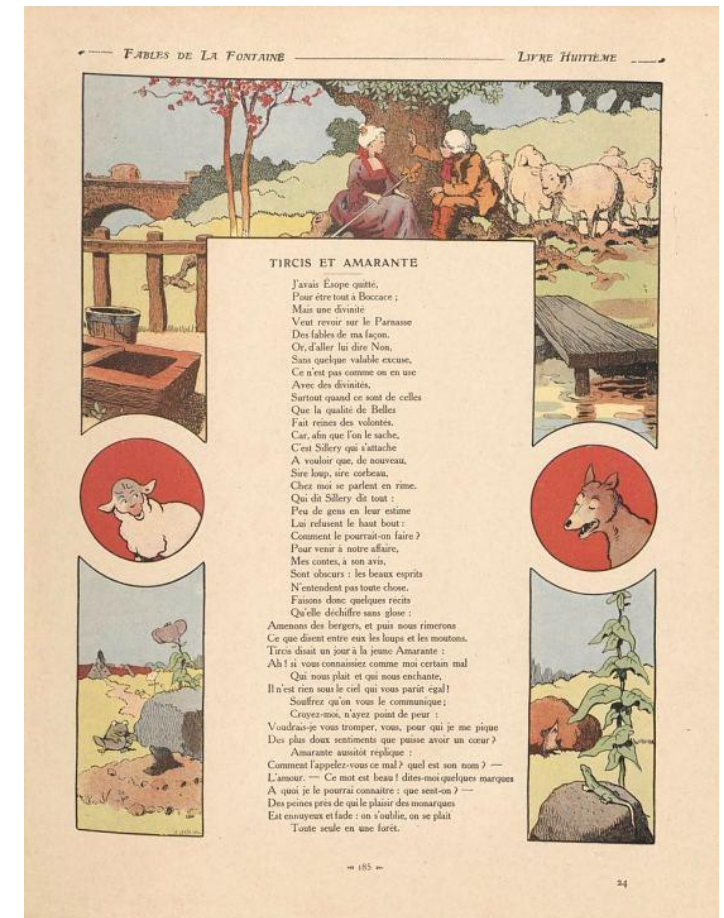 FABLES DE LA FONTAINE LIVRE HUITIÈME
TIRCIS ET AMARANTE
J'avais Ésope quitté,
Pour être tout à Boccace ;
Mais une divinité
Veut revoir sur le Parnasse
Des fables de ma façon.
Or, d'aller lui dire Non,
Sans quelque valable excuse,
Ce n'est pas comme on en use
Avec des divinités,
Surtout quand ce sont de celles
Que la qualité de Belles
Fait reines des volontés.
Car, afin que l'on le sache,
C'est Sillery qui s'attache
A vouloir que, de nouveau,
Sire loup, sire corbeau,
Chez moi se parlent en rime.
Qui dit Sillery dit tout :
Peu de gens en leur estime
Lui refusent le haut bout :
Comment le pourrait-on faire ?
Pour venir à notre affaire,
Mes contes, à son avis,
Sont obscurs : les beaux esprits
N'entendent pas toute chose.
Faisons donc quelques récits
Qu'elle déchiffre sans glose :
Amenons des bergers, et puis nous rimerons
Ce que disent entre eux les loups et les moutons.
Tircis disait un jour à la jeune Amarante :
Ah ! si vous connaissiez comme moi certain mal
Qui nous plait et qui nous enchante,
Il n'est rien sous le ciel qui vous parût égal !
Souffrez qu'on vous le communique ;
Croyez-moi, n'ayez point de peur :
Voudrais-je vous tromper, vous, pour qui je me pique
Des plus doux sentiments que puisse avoir un cœur ?
Amarante aussitôt réplique :
Comment l'appelez-vous ce mal ? quel est son nom ? —
L'amour. — Ce mot est beau ! dites-moi quelques marques
A quoi je le pourrai connaître : que sent-on ? —
Des peines près de qui le plaisir des monarques
Est ennuyeux et fade : on s'oublie, on se plait
Toute seule en une forêt.
185
24